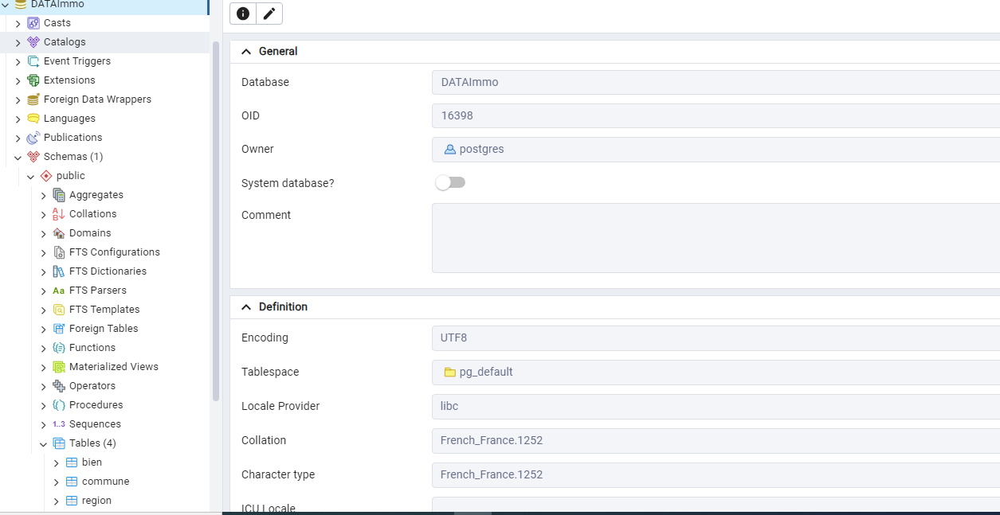 DATAImmo
Casts
Catalogs
Event Triggers
Extensions
Foreign Data Wrappers
Languages
Publications
Schemas (1)
public
Aggregates
Collations
Domains
FTS Configurations
FTS Dictionaries
Aa FTS Parsers
FTS Templates
Foreign Tables
Functions
Materialized Views
Operators
Procedures
1..3 Sequences
Tables (4)
bien
commune
region
General
Database DATAImmo
OID 16398
Owner postgres
System database?
Comment
Definition
Encoding UTF8
Tablespace pg_default
Locale Provider libc
Collation French_France.1252
Character type French_France.1252
ICU Locale